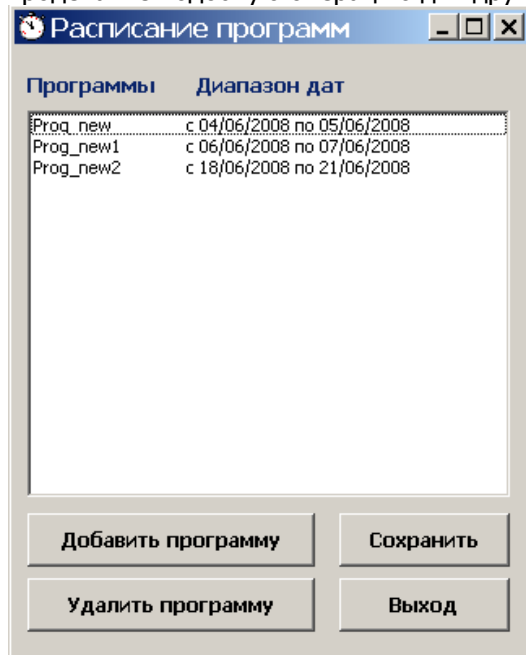 Расписание программ
Программы Диапазон дат
Prog_new с 04/06/2008 по 05/06/2008
Prog_new1 с 06/06/2008 по 07/06/2008
Prog_new2 с 18/06/2008 по 21/06/2008
Добавить программу Сохранить
Удалить программу Выход